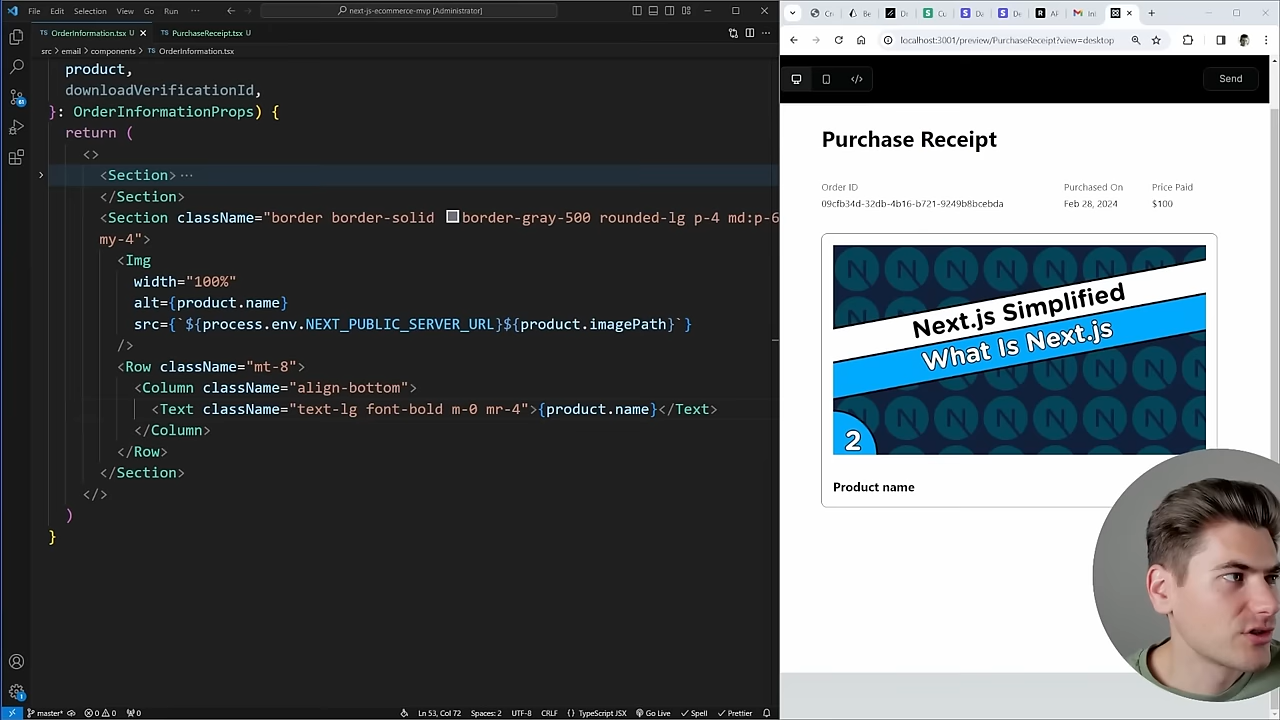 File Edit Selection View Go Run ···
next-js-ecommerce-mvp [Administrator]
OrderInformation.tsx U
PurchaseReceipt.tsx U
src > email > components > OrderInformation.tsx
product,
downloadVerificationId,
}: OrderInformationProps) {
return (
<>
<Section> ···
</Section>
<Section className="border border-solid border-gray-500 rounded-lg p-4 md:p-6
my-4">
<Img
width="100%"
alt={product.name}
src={`${process.env.NEXT_PUBLIC_SERVER_URL}${product.imagePath}`}
/>
<Row className="mt-8">
<Column className="align-bottom">
<Text className="text-lg font-bold m-0 mr-4">{product.name}</Text>
</Column>
</Row>
</Section>
</>
)
}
master* 0 0 0 Ln 53, Col 72 Spaces: 2 UTF-8 CRLF {} TypeScript JSX Go Live Spell Prettier
localhost:3001/preview/PurchaseReceipt?view=desktop
Send
Purchase Receipt
Order ID Purchased On Price Paid
09cfb34d-32db-4b16-b721-9249b8bcebda Feb 28, 2024 $100
Next.js Simplified
What Is Next.js
2
Product name